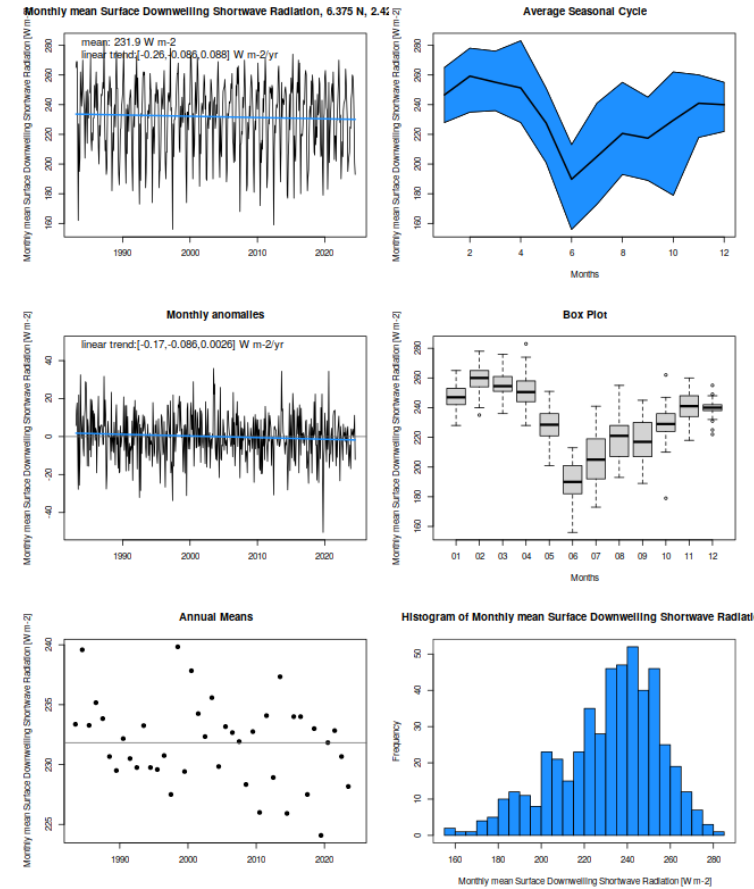 Monthly mean Surface Downwelling Shortwave Radiation, 6.375 N, 2.42
Monthly mean Surface Downwelling Shortwave Radiation [W m-2]
mean: 231.9 W m-2
linear trend:[-0.26,-0.086,0.088] W m-2/yr
160 180 200 220 240 260 280
1990 2000 2010 2020
Average Seasonal Cycle
Monthly mean Surface Downwelling Shortwave Radiation [W m-2]
160 180 200 220 240 260 280
2 4 6 8 10 12
Months
Monthly anomalies
Monthly mean Surface Downwelling Shortwave Radiation [W m-2]
linear trend:[-0.17,-0.086,0.0026] W m-2/yr
-40 -20 0 20 40
1990 2000 2010 2020
Box Plot
Monthly mean Surface Downwelling Shortwave Radiation [W m-2]
160 180 200 220 240 260 280
01 02 03 04 05 06 07 08 09 10 11 12
Months
Annual Means
Monthly mean Surface Downwelling Shortwave Radiation [W m-2]
225 230 235 240
1990 2000 2010 2020
Histogram of Monthly mean Surface Downwelling Shortwave Radiati
Frequency
0 10 20 30 40 50
160 180 200 220 240 260 280
Monthly mean Surface Downwelling Shortwave Radiation [W m-2]